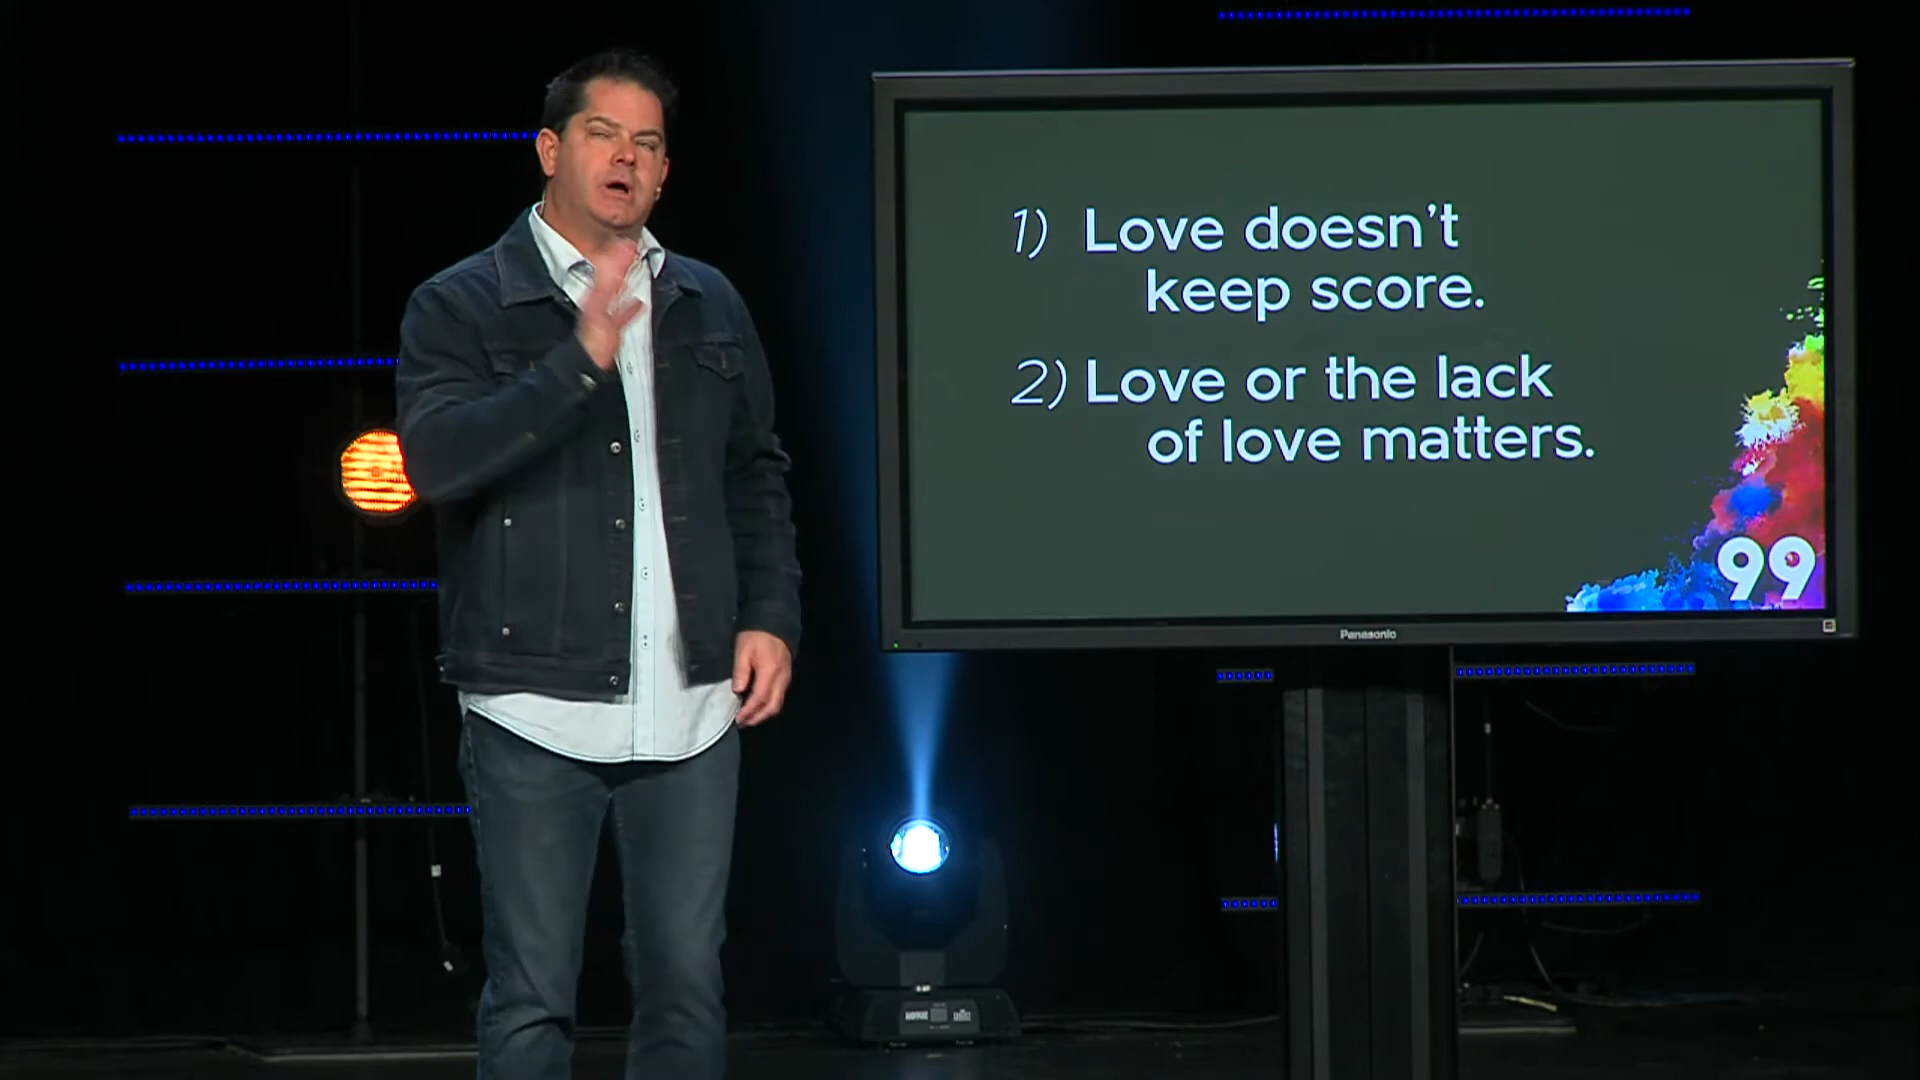 1) Love doesn't
keep score.
2) Love or the lack
of love matters.
99
Panasonic